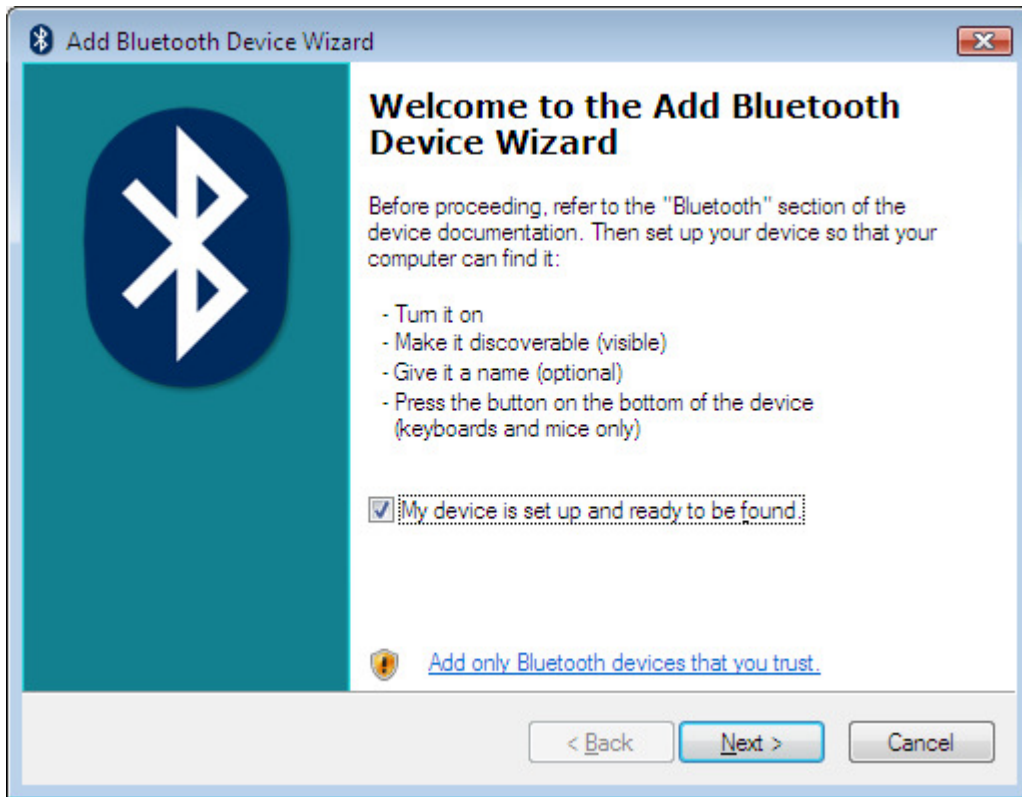 Add Bluetooth Device Wizard
Welcome to the Add Bluetooth
Device Wizard
Before proceeding, refer to the "Bluetooth" section of the
device documentation. Then set up your device so that your
computer can find it:
- Turn it on
- Make it discoverable (visible)
- Give it a name (optional)
- Press the button on the bottom of the device
(keyboards and mice only)
My device is set up and ready to be found.
Add only Bluetooth devices that you trust.
< Back Next > Cancel